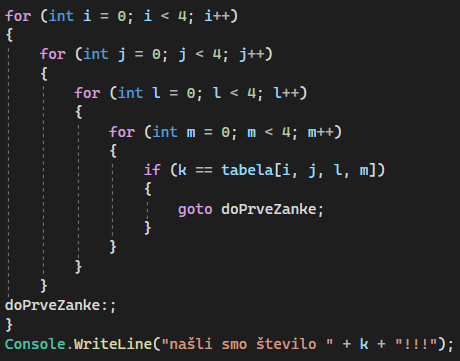 for (int i = 0; i < 4; i++)
{
for (int j = 0; j < 4; j++)
{
for (int l = 0; l < 4; l++)
{
for (int m = 0; m < 4; m++)
{
if (k == tabela[i, j, l, m])
{
goto doPrveZanke;
}
}
}
}
doPrveZanke:;
}
Console.WriteLine("našli smo število " + k + "!!!");